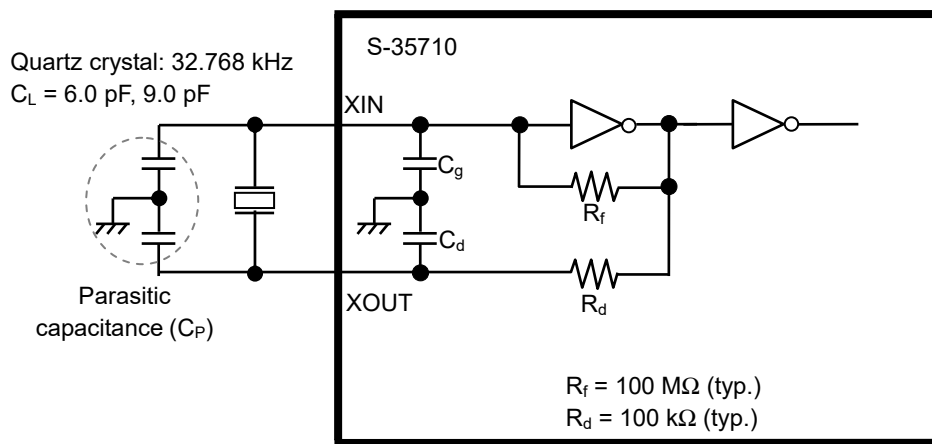 S-35710
Quartz crystal: 32.768 kHz
CL = 6.0 pF, 9.0 pF
XIN
Cg
Rf
Cd
XOUT
Rd
Parasitic
capacitance (CP)
Rf = 100 MΩ (typ.)
Rd = 100 kΩ (typ.)